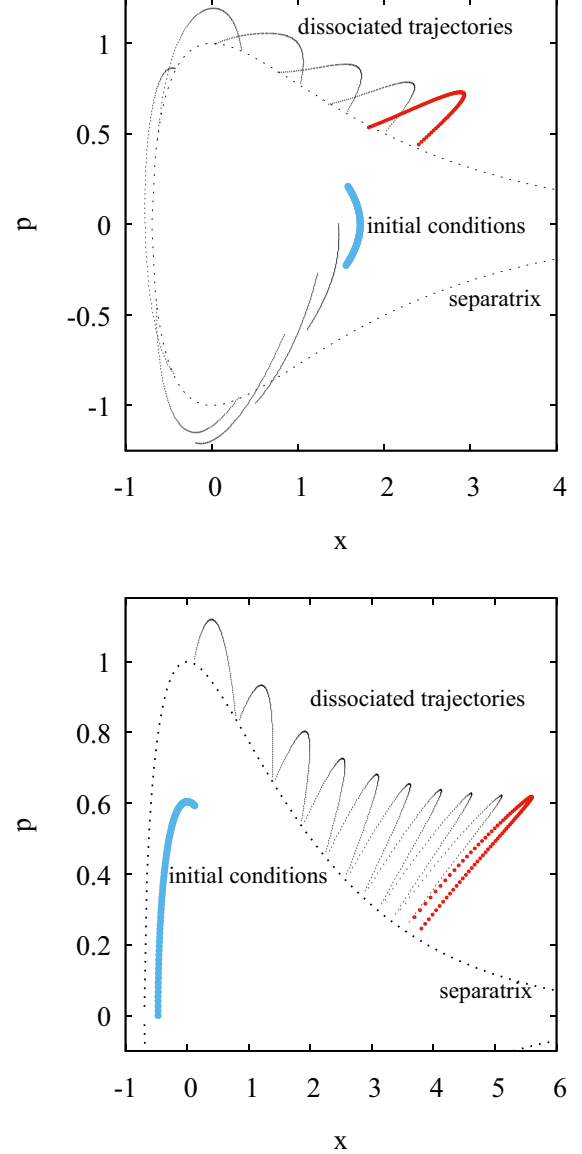 dissociated trajectories
1
0.5
p
0
initial conditions
-0.5
separatrix
-1
-1 0 1 2 3 4
x
1
dissociated trajectories
0.8
p
0.6
0.4
initial conditions
0.2
separatrix
0
-1 0 1 2 3 4 5 6
x